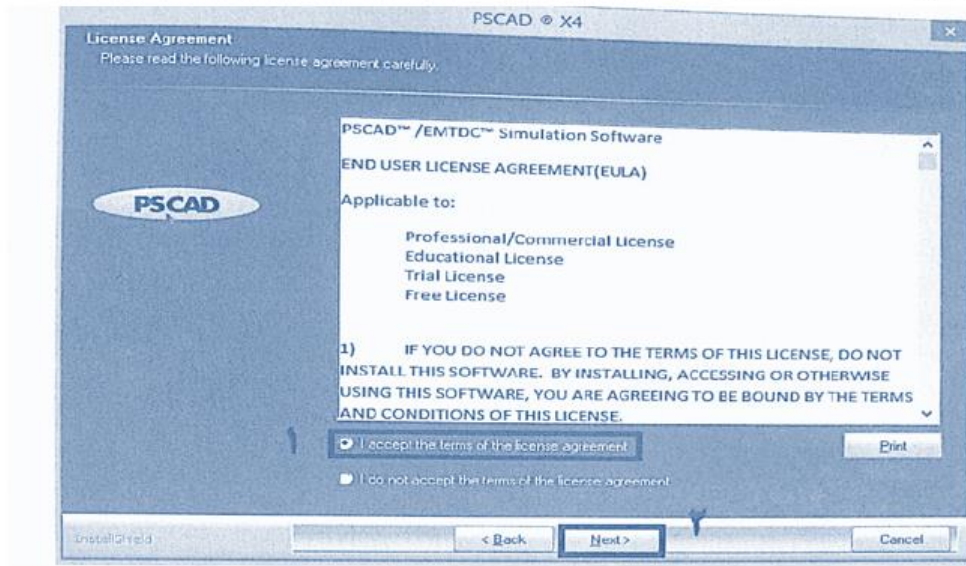 PSCAD ® X4
License Agreement
Please read the following license agreement carefully.
PSCAD™ /EMTDC™ Simulation Software
END USER LICENSE AGREEMENT(EULA)
PSCAD
Applicable to:
Professional/Commercial License
Educational License
Trial License
Free License
1) IF YOU DO NOT AGREE TO THE TERMS OF THIS LICENSE, DO NOT
INSTALL THIS SOFTWARE. BY INSTALLING, ACCESSING OR OTHERWISE
USING THIS SOFTWARE, YOU ARE AGREEING TO BE BOUND BY THE TERMS
AND CONDITIONS OF THIS LICENSE.
۱ I accept the terms of the license agreement
Print
I do not accept the terms of the license agreement
۲
InstallShield
< Back
Next >
Cancel